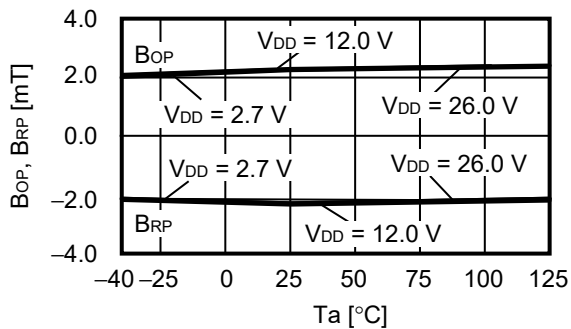 4.0
BOP
VDD = 12.0 V
2.0
VDD = 2.7 V
VDD = 26.0 V
0.0
BOP, BRP [mT]
VDD = 2.7 V
VDD = 26.0 V
–2.0
BRP
VDD = 12.0 V
–4.0
–40 –25 0 25 50 75 100 125
Ta [°C]